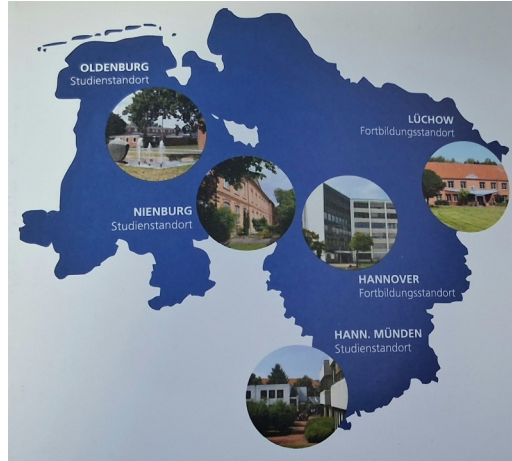 OLDENBURG
Studienstandort
LÜCHOW
Fortbildungsstandort
NIENBURG
Studienstandort
HANNOVER
Fortbildungsstandort
HANN. MÜNDEN
Studienstandort